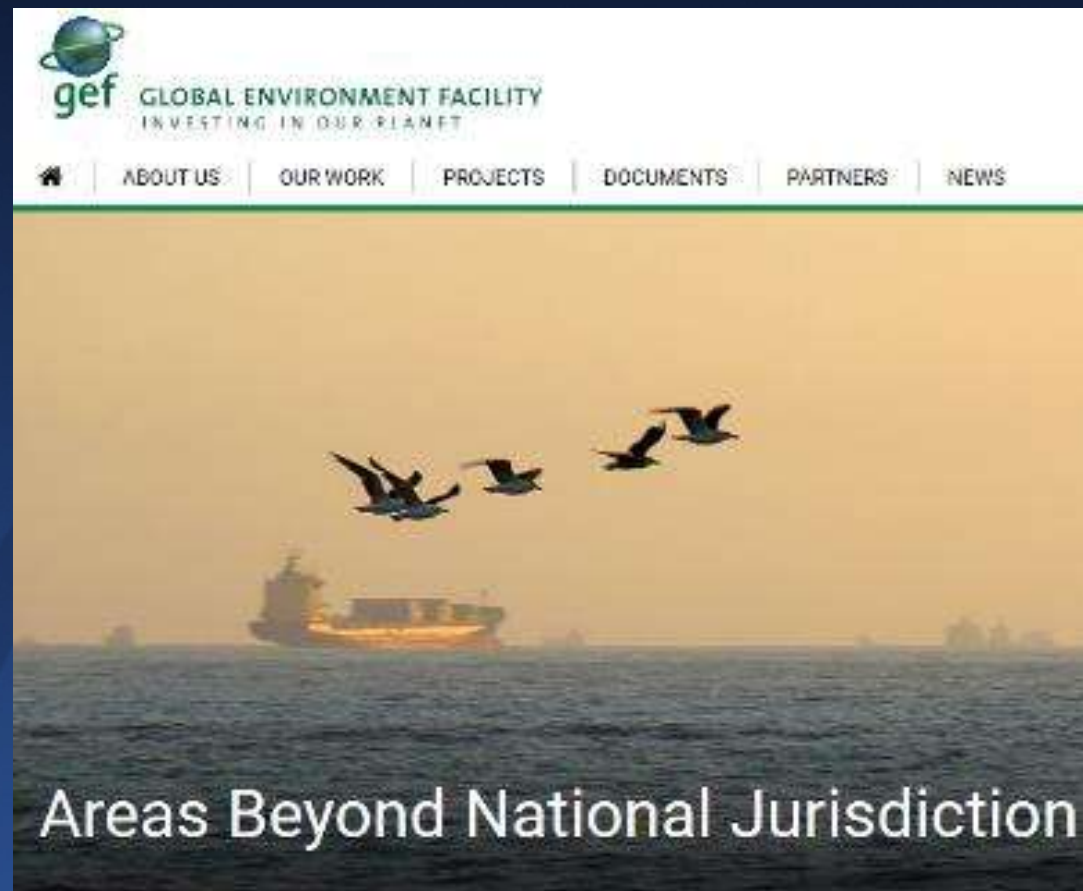 gef
GLOBAL ENVIRONMENT FACILITY
INVESTING IN OUR PLANET
ABOUT US
OUR WORK
PROJECTS
DOCUMENTS
PARTNERS
NEWS
Areas Beyond National Jurisdiction